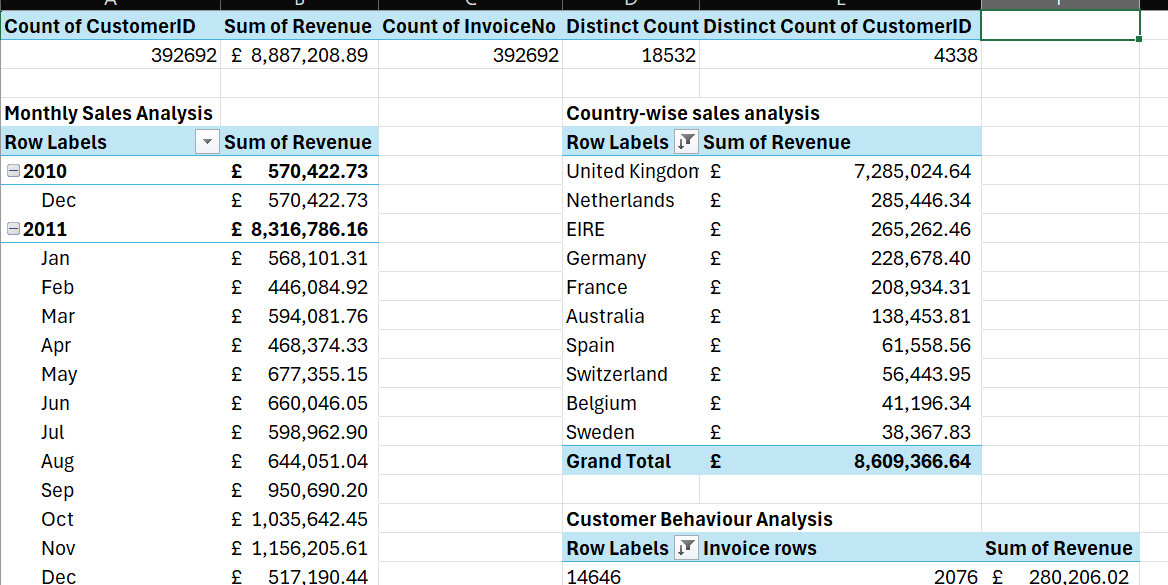 Count of CustomerID Sum of Revenue Count of InvoiceNo Distinct Count Distinct Count of CustomerID
392692 £ 8,887,208.89 392692 18532 4338
Monthly Sales Analysis Country-wise sales analysis
Row Labels Sum of Revenue Row Labels Sum of Revenue
2010 £ 570,422.73 United Kingdom £ 7,285,024.64
Dec £ 570,422.73 Netherlands £ 285,446.34
2011 £ 8,316,786.16 EIRE £ 265,262.46
Jan £ 568,101.31 Germany £ 228,678.40
Feb £ 446,084.92 France £ 208,934.31
Mar £ 594,081.76 Australia £ 138,453.81
Apr £ 468,374.33 Spain £ 61,558.56
May £ 677,355.15 Switzerland £ 56,443.95
Jun £ 660,046.05 Belgium £ 41,196.34
Jul £ 598,962.90 Sweden £ 38,367.83
Aug £ 644,051.04 Grand Total £ 8,609,366.64
Sep £ 950,690.20
Oct £ 1,035,642.45 Customer Behaviour Analysis
Nov £ 1,156,205.61 Row Labels Invoice rows Sum of Revenue
Dec £ 517,190.44 14646 2076 £ 280,206.02